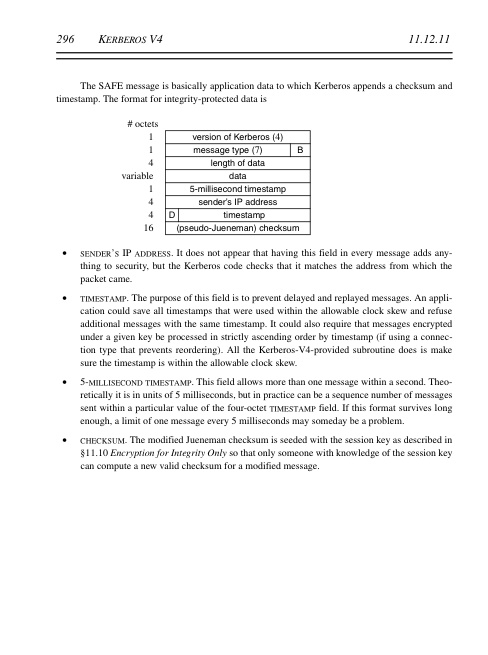 296 KERBEROS V4 11.12.11
The SAFE message is basically application data to which Kerberos appends a checksum and
timestamp. The format for integrity-protected data is
# octets
1 version of Kerberos (4)
1 message type (7) B
4 length of data
variable data
1 5-millisecond timestamp
4 sender's IP address
4 D timestamp
16 (pseudo-Jueneman) checksum
• SENDER'S IP ADDRESS. It does not appear that having this field in every message adds any-
thing to security, but the Kerberos code checks that it matches the address from which the
packet came.
• TIMESTAMP. The purpose of this field is to prevent delayed and replayed messages. An appli-
cation could save all timestamps that were used within the allowable clock skew and refuse
additional messages with the same timestamp. It could also require that messages encrypted
under a given key be processed in strictly ascending order by timestamp (if using a connec-
tion type that prevents reordering). All the Kerberos-V4-provided subroutine does is make
sure the timestamp is within the allowable clock skew.
• 5-MILLISECOND TIMESTAMP. This field allows more than one message within a second. Theo-
retically it is in units of 5 milliseconds, but in practice can be a sequence number of messages
sent within a particular value of the four-octet TIMESTAMP field. If this format survives long
enough, a limit of one message every 5 milliseconds may someday be a problem.
• CHECKSUM. The modified Jueneman checksum is seeded with the session key as described in
§11.10 Encryption for Integrity Only so that only someone with knowledge of the session key
can compute a new valid checksum for a modified message.